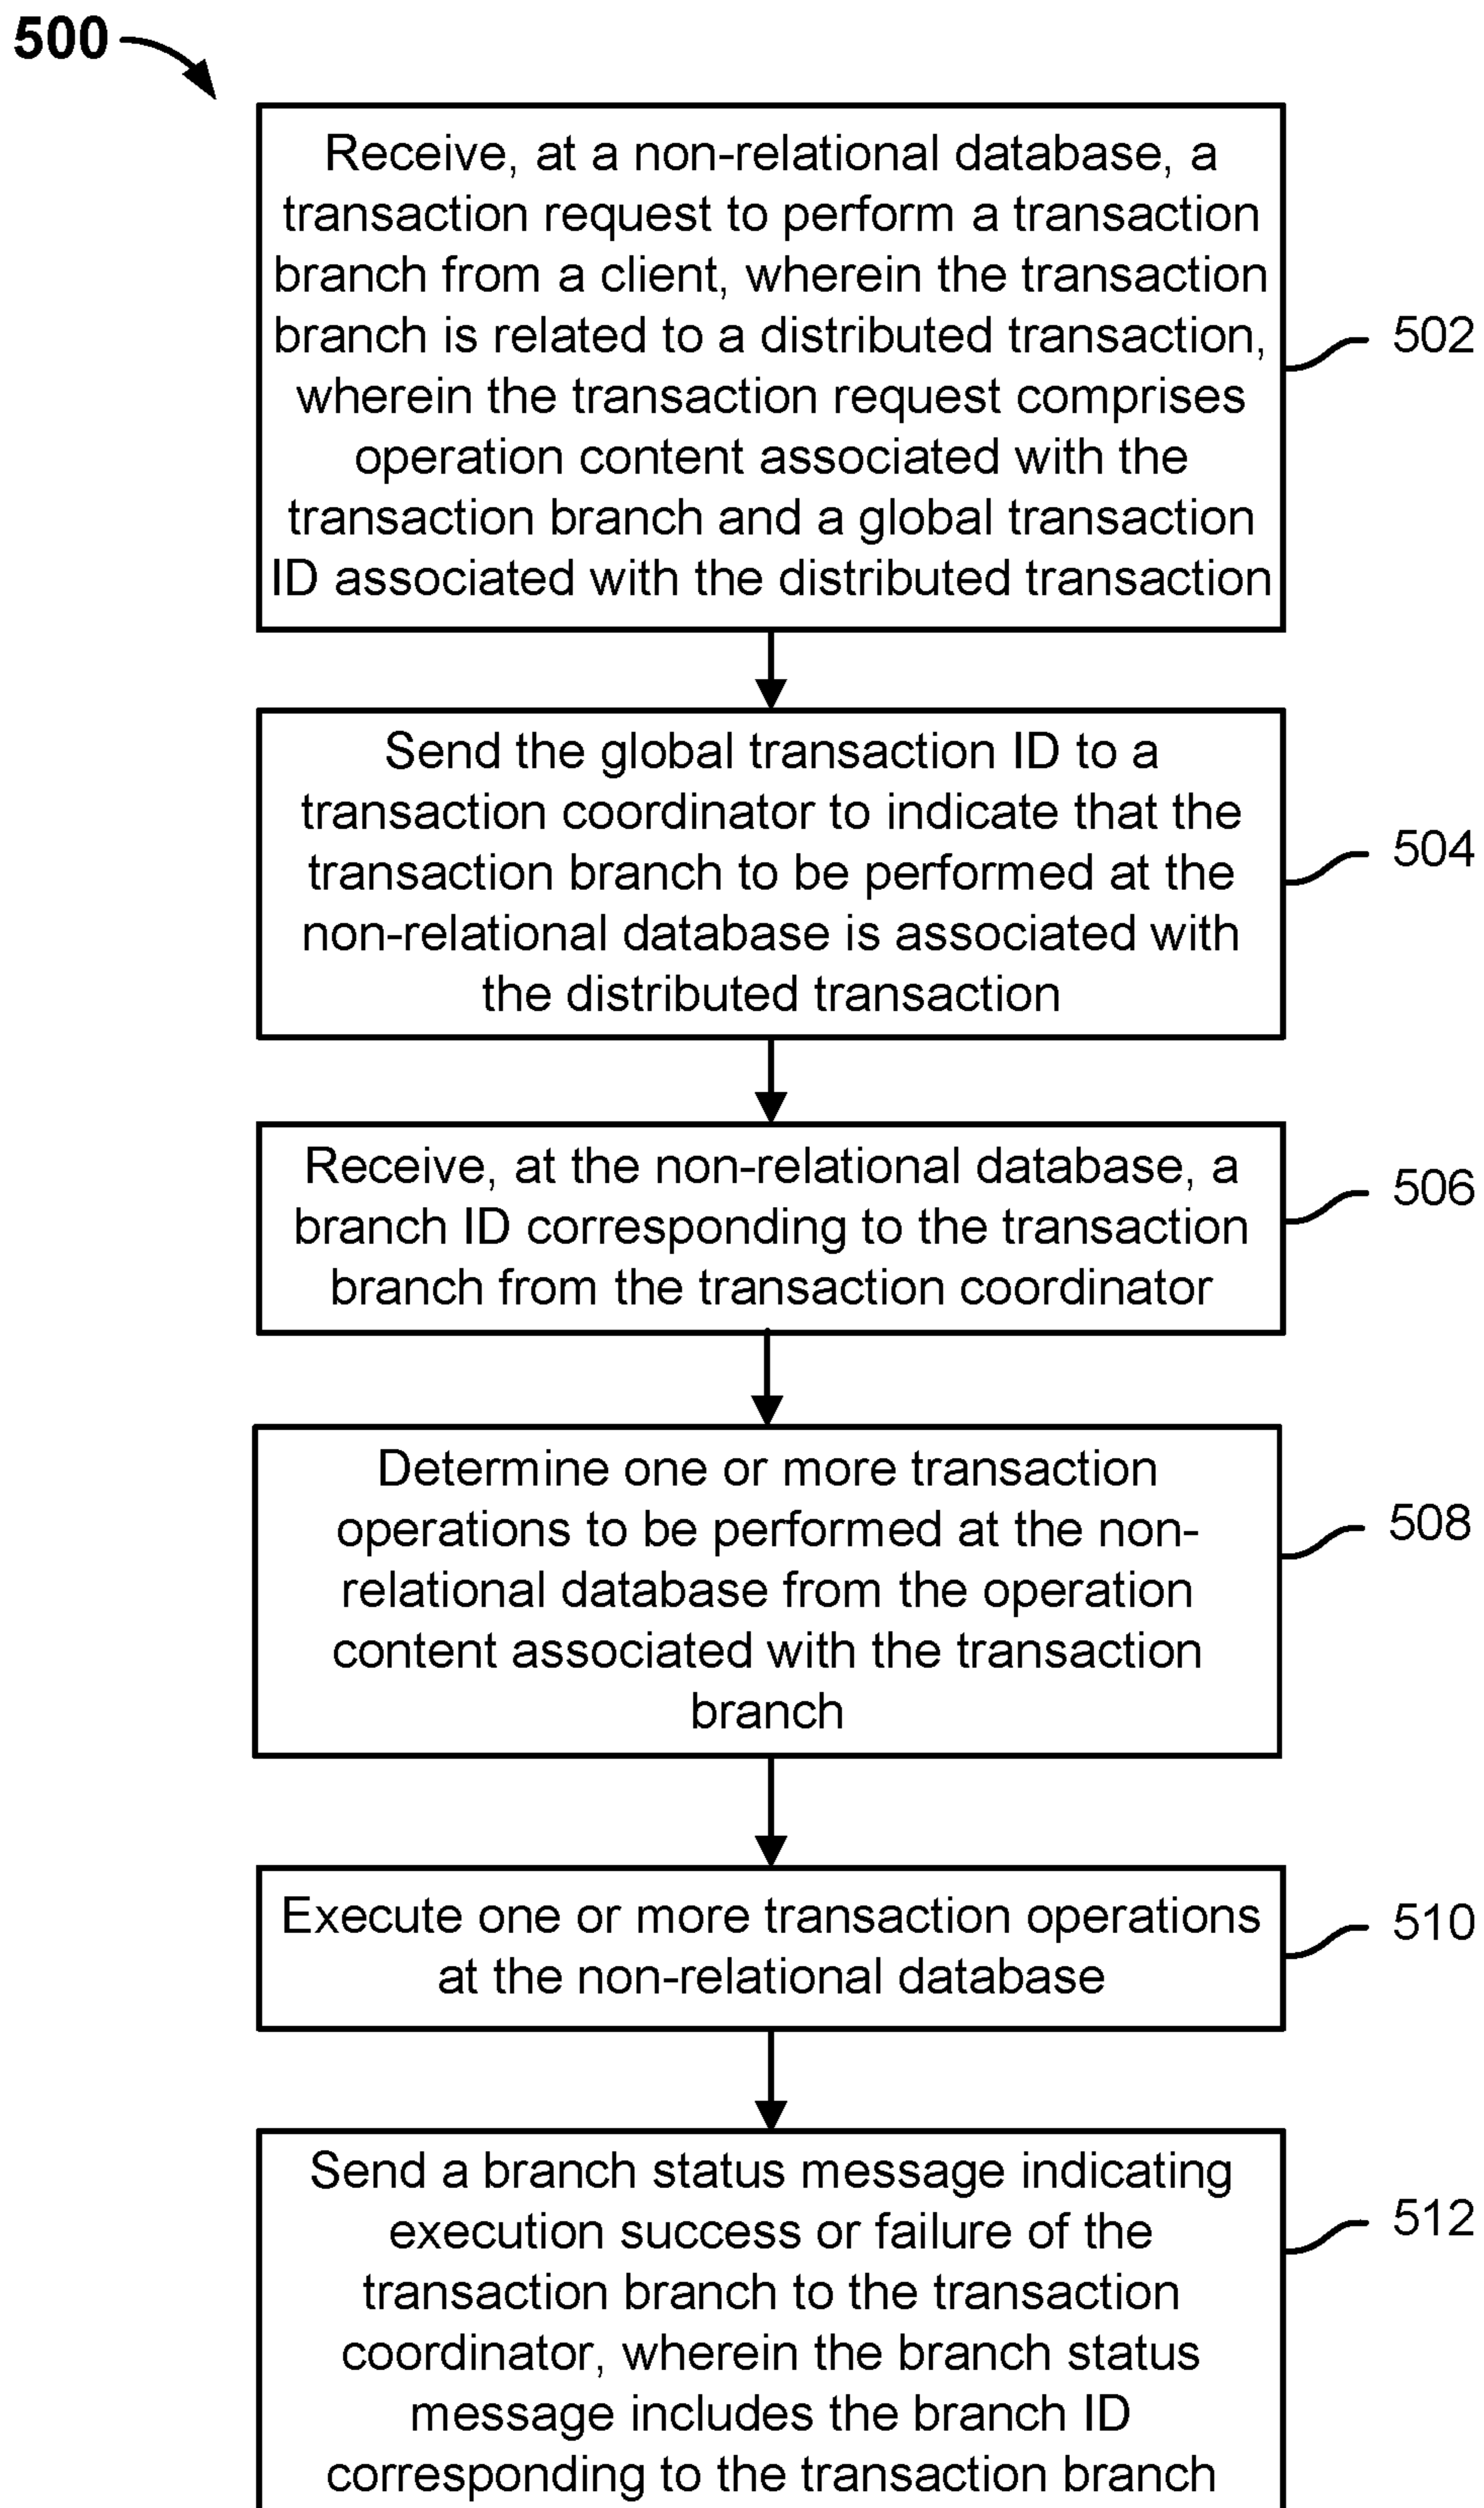 500
Receive, at a non-relational database, a
transaction request to perform a transaction
branch from a client, wherein the transaction
branch is related to a distributed transaction,
wherein the transaction request comprises
operation content associated with the
transaction branch and a global transaction
ID associated with the distributed transaction
502
Send the global transaction ID to a
transaction coordinator to indicate that the
transaction branch to be performed at the
non-relational database is associated with
the distributed transaction
504
Receive, at the non-relational database, a
branch ID corresponding to the transaction
branch from the transaction coordinator
506
Determine one or more transaction
operations to be performed at the non-
relational database from the operation
content associated with the transaction
branch
508
Execute one or more transaction operations
at the non-relational database
510
Send a branch status message indicating
execution success or failure of the
transaction branch to the transaction
coordinator, wherein the branch status
message includes the branch ID
corresponding to the transaction branch
512